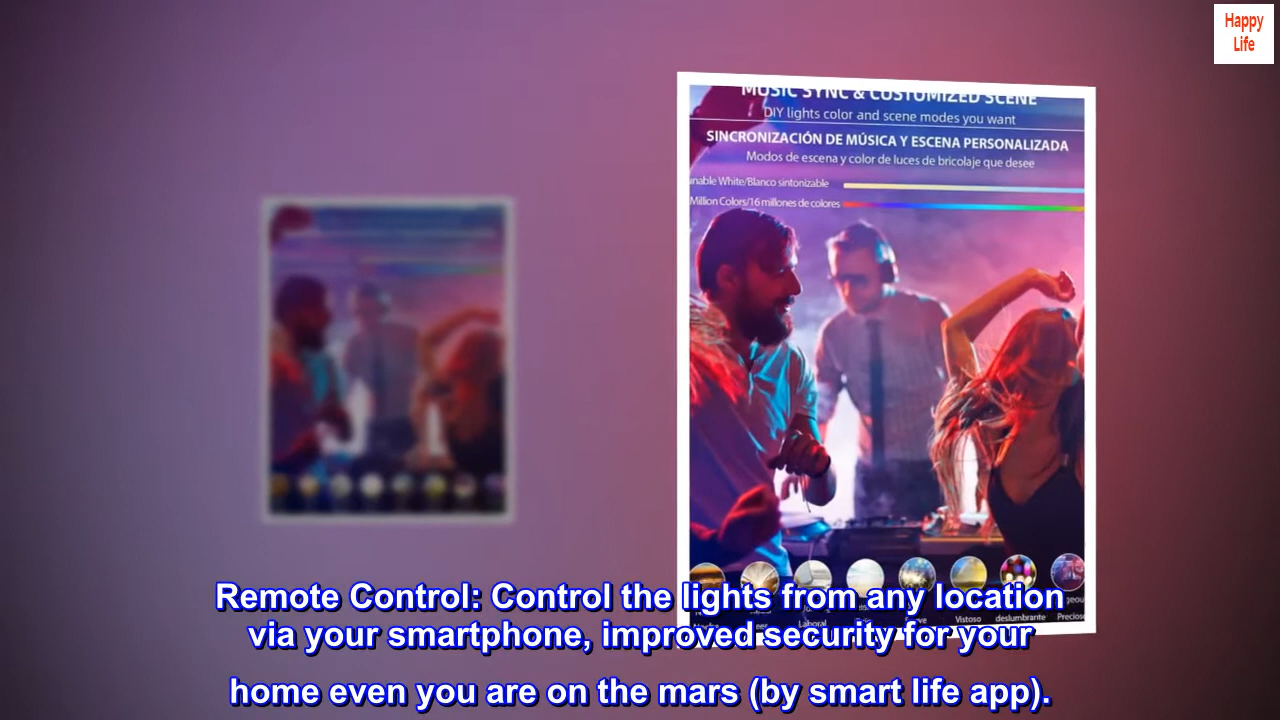 Happy
Life
MUSIC SYNC & CUSTOMIZED SCENE
DIY lights color and scene modes you want
SINCRONIZACIÓN DE MÚSICA Y ESCENA PERSONALIZADA
Modos de escena y color de luces de bricolaje que desee
White/Blanco sintonizable
Million Colors/16 millones de colores
Laboral
Vistoso
deslumbrante
Remote Control: Control the lights from any location
via your smartphone, improved security for your
home even you are on the mars (by smart life app).